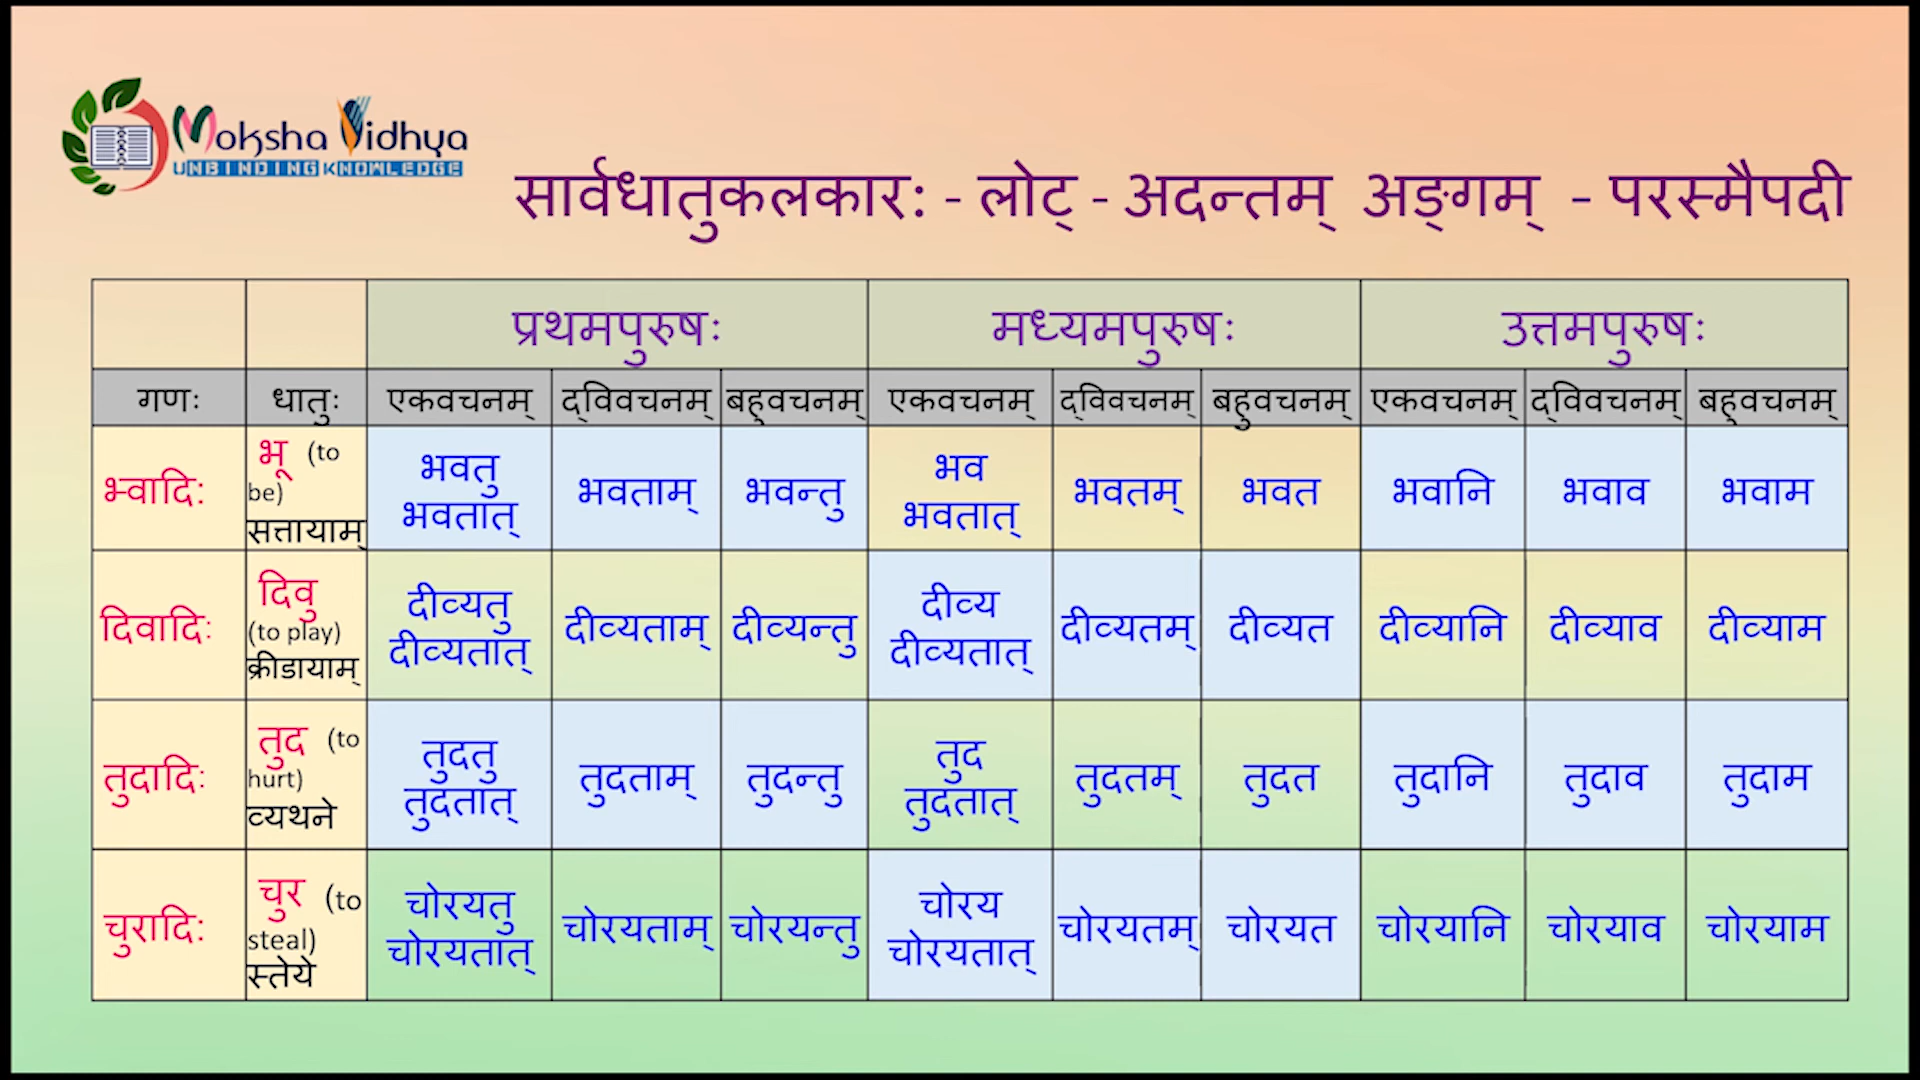 Moksha Vidhya
UNBINDING KNOWLEDGE
सार्वधातुकलकार: - लोट् - अदन्तम् अङ्गम् - परस्मैपदी
प्रथमपुरुषः मध्यमपुरुषः उत्तमपुरुषः
गणः धातुः एकवचनम् द्विवचनम् बहुवचनम् एकवचनम् द्विवचनम् बहुवचनम् एकवचनम् द्विवचनम् बहुवचनम्
भ्वादि: भू (to be) सत्तायाम् भवतु भवतात् भवताम् भवन्तु भव भवतात् भवतम् भवत भवानि भवाव भवाम
दिवादिः दिवु (to play) क्रीडायाम् दीव्यतु दीव्यतात् दीव्यताम् दीव्यन्तु दीव्य दीव्यतात् दीव्यतम् दीव्यत दीव्यानि दीव्याव दीव्याम
तुदादिः तुद (to hurt) व्यथने तुदतु तुदतात् तुदताम् तुदन्तु तुद तुदतात् तुदतम् तुदत तुदानि तुदाव तुदाम
चुरादि: चुर (to steal) स्तेये चोरयतु चोरयतात् चोरयताम् चोरयन्तु चोरय चोरयतात् चोरयतम् चोरयत चोरयानि चोरयाव चोरयाम